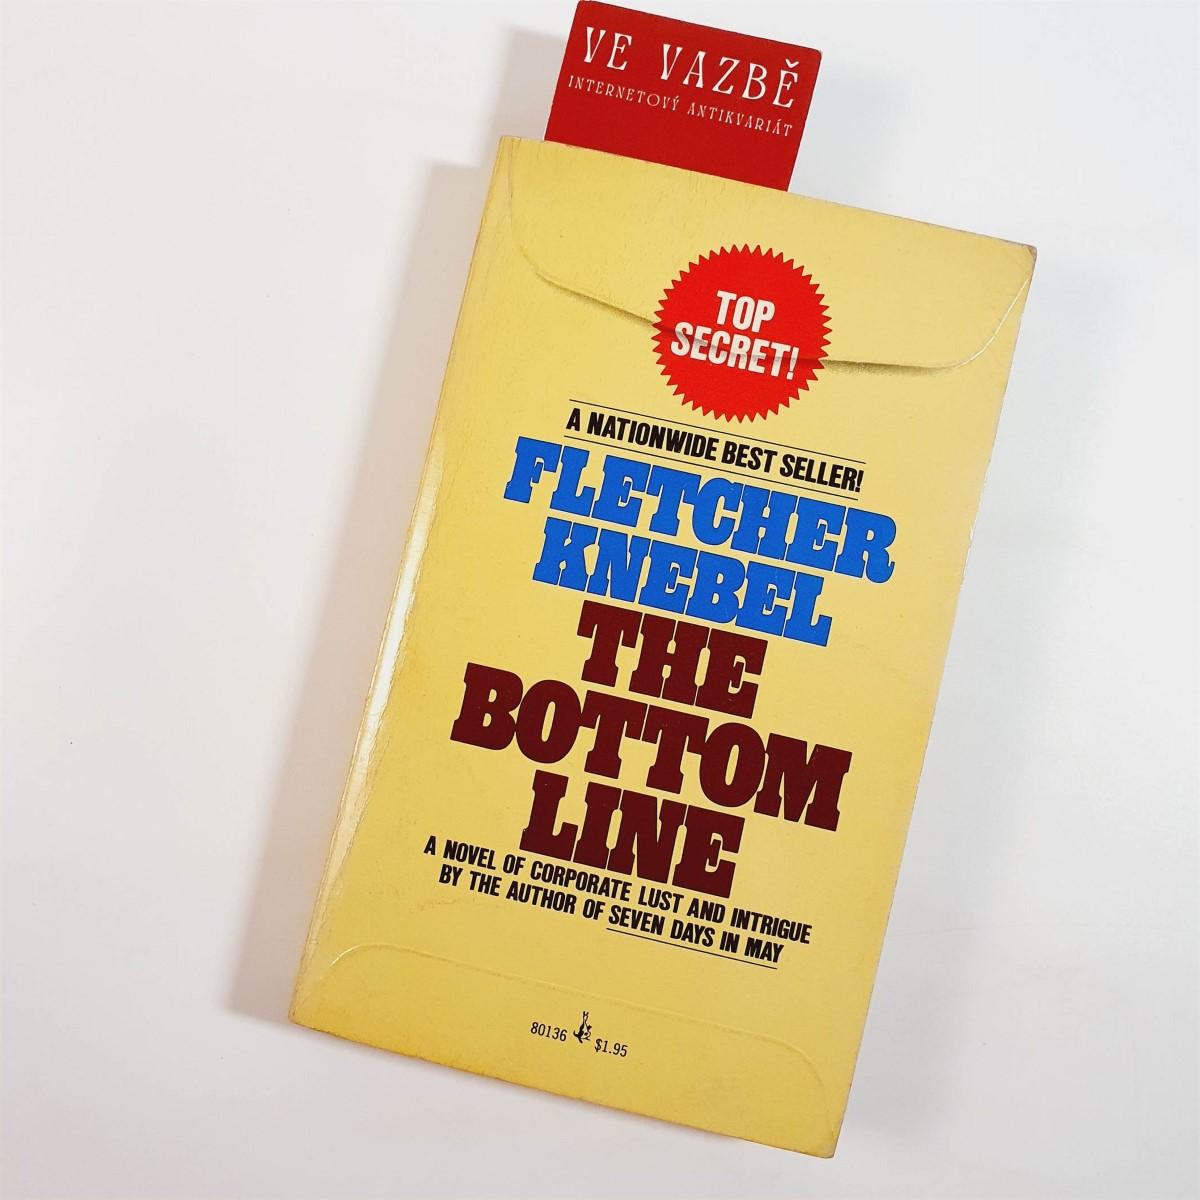 VE VAZBĚ
INTERNETOVÝ ANTIKVARIÁT
TOP
SECRET!
A NATIONWIDE BEST SELLER!
FLETCHER
KNEBEL
THE
BOTTOM
LINE
A NOVEL OF CORPORATE LUST AND INTRIGUE
BY THE AUTHOR OF SEVEN DAYS IN MAY
80136 $1.95